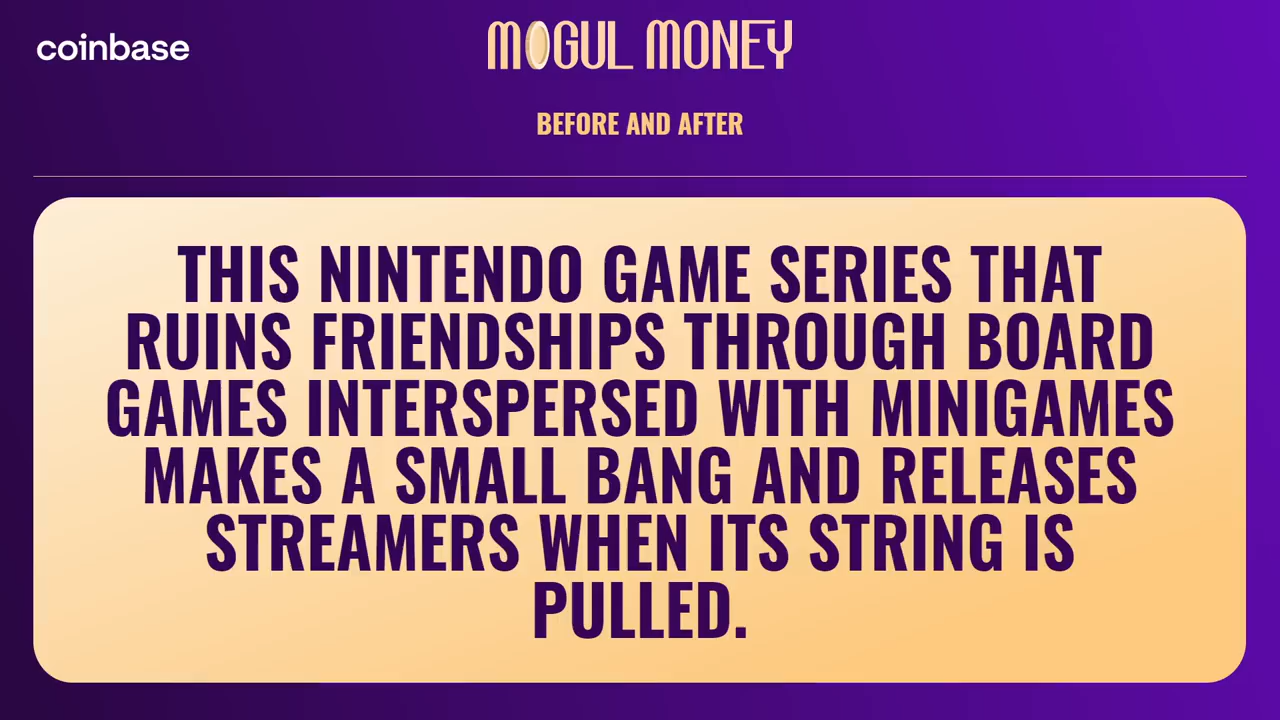 coinbase
MOGUL MONEY
BEFORE AND AFTER
THIS NINTENDO GAME SERIES THAT
RUINS FRIENDSHIPS THROUGH BOARD
GAMES INTERSPERSED WITH MINIGAMES
MAKES A SMALL BANG AND RELEASES
STREAMERS WHEN ITS STRING IS
PULLED.